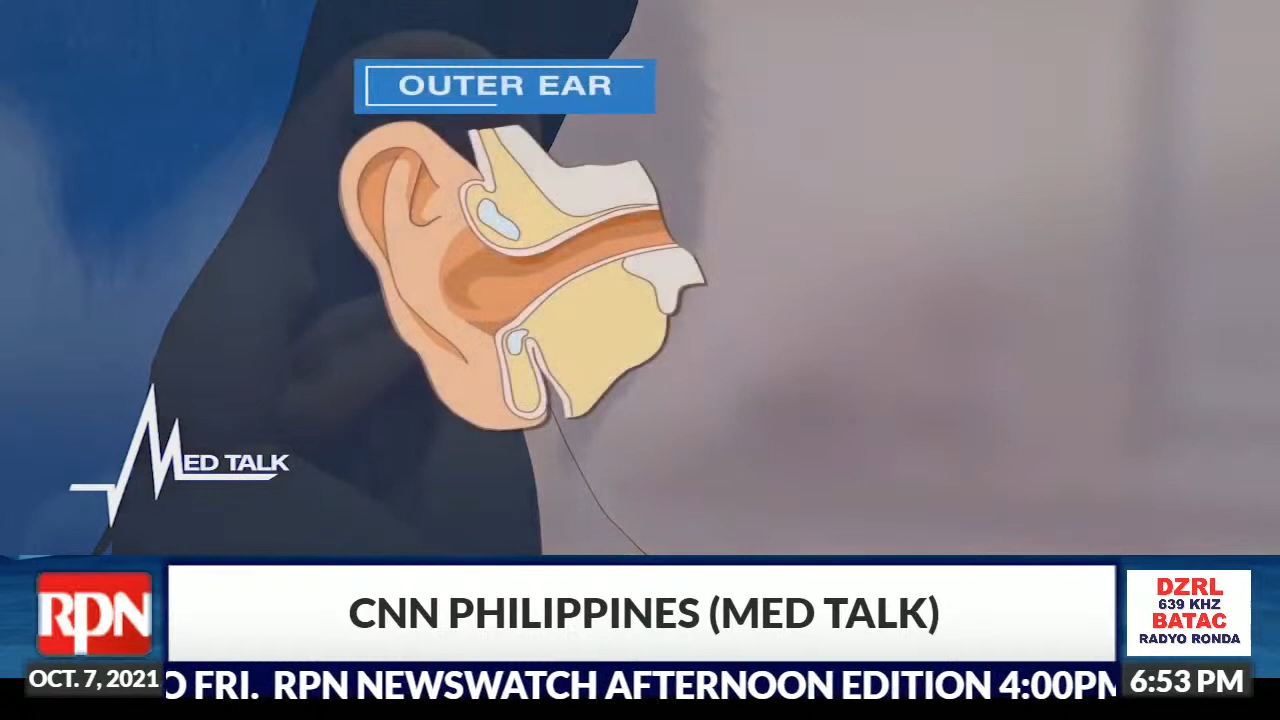 OUTER EAR
MED TALK
RPN
CNN PHILIPPINES (MED TALK)
DZRL
639 KHZ
BATAC
RADYO RONDA
OCT. 7, 2021
O FRI. RPN NEWSWATCH AFTERNOON EDITION 4:00PM
6:53 PM